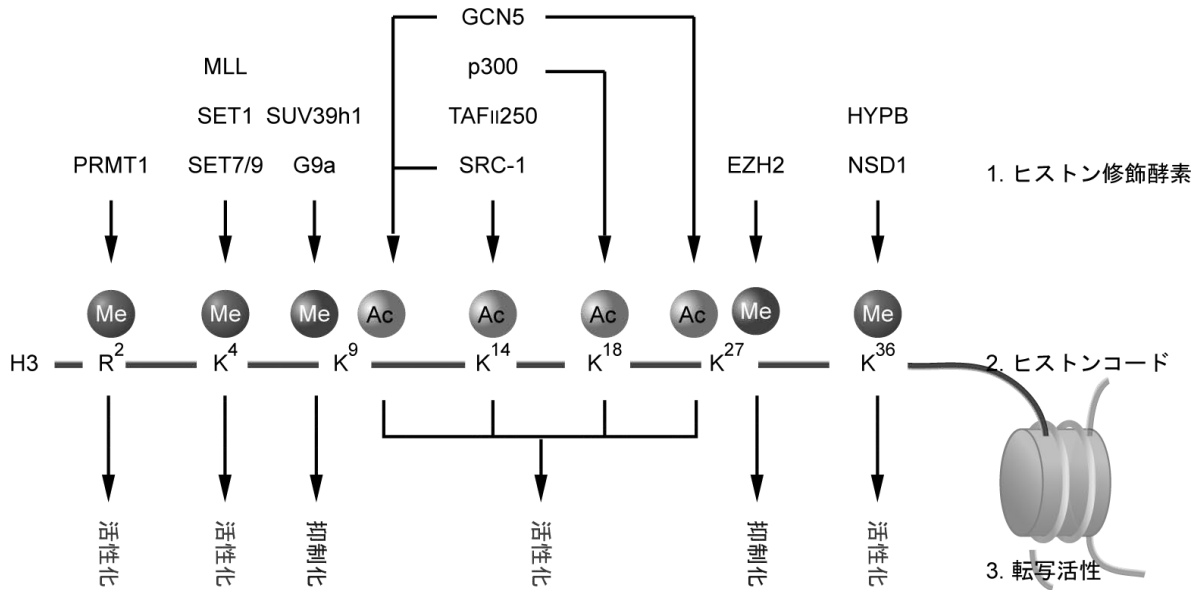 GCN5
MLL p300
SET1 SUV39h1 TAFII250 HYPB
PRMT1 SET7/9 G9a SRC-1 EZH2 NSD1 1. ヒストン修飾酵素
Me Me Me Ac Ac Ac Ac Me Me
H3 R2 K4 K9 K14 K18 K27 K36 2. ヒストンコード
活性化 活性化 抑制化 活性化 抑制化 活性化
3. 転写活性